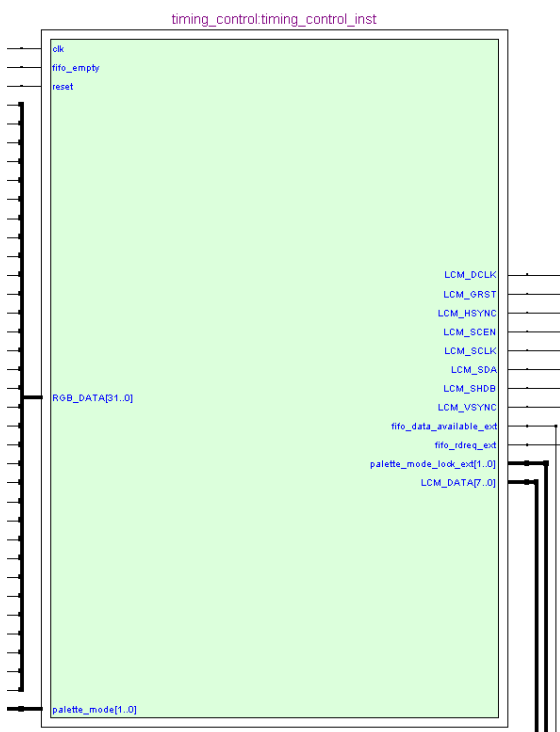 timing_control:timing_control_inst
clk
fifo_empty
reset
LCM_DCLK
LCM_GRST
LCM_HSYNC
LCM_SCEN
LCM_SCLK
LCM_SDA
LCM_SHDB
RGB_DATA[31..0]
LCM_VSYNC
fifo_data_available_ext
fifo_rdreq_ext
palette_mode_look_ext[1..0]
LCM_DATA[7..0]
palette_mode[1..0]